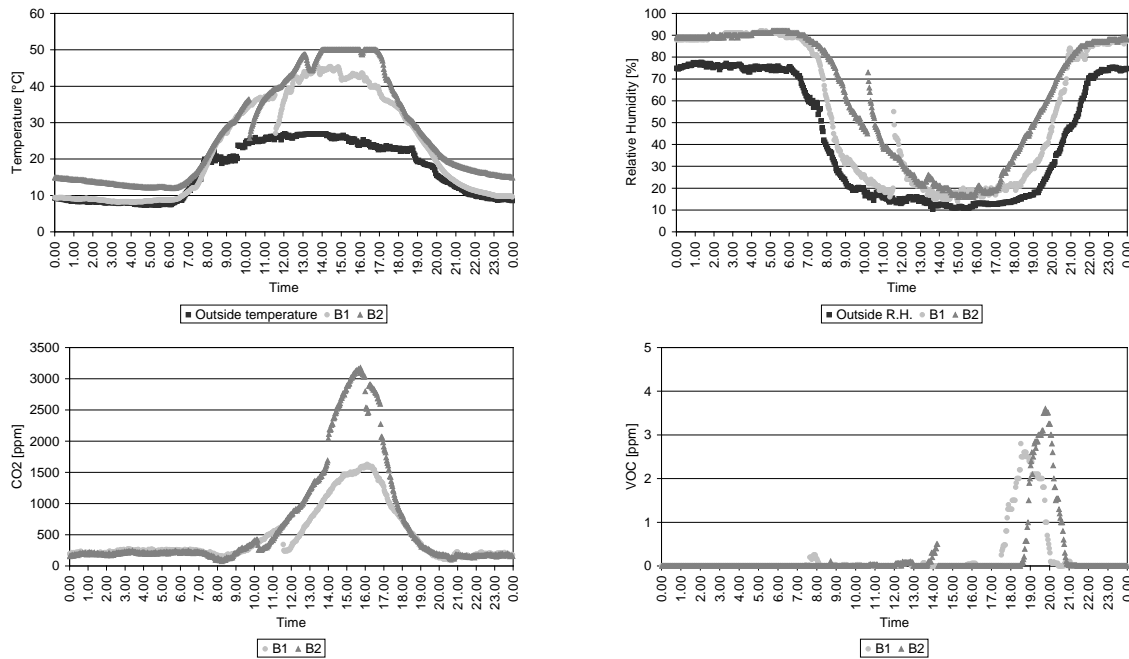 60
50
40
30
20
10
0
Temperature [°C]
0.00 1.00 2.00 3.00 4.00 5.00 6.00 7.00 8.00 9.00 10.00 11.00 12.00 13.00 14.00 15.00 16.00 17.00 18.00 19.00 20.00 21.00 22.00 23.00 0.00
Time
Outside temperature B1 B2
100
90
80
70
60
50
40
30
20
10
0
Relative Humidity [%]
0.00 1.00 2.00 3.00 4.00 5.00 6.00 7.00 8.00 9.00 10.00 11.00 12.00 13.00 14.00 15.00 16.00 17.00 18.00 19.00 20.00 21.00 22.00 23.00 0.00
Time
Outside R.H. B1 B2
3500
3000
2500
2000
1500
1000
500
0
CO2 [ppm]
0.00 1.00 2.00 3.00 4.00 5.00 6.00 7.00 8.00 9.00 10.00 11.00 12.00 13.00 14.00 15.00 16.00 17.00 18.00 19.00 20.00 21.00 22.00 23.00 0.00
Time
B1 B2
5
4
3
2
1
0
VOC [ppm]
0.00 1.00 2.00 3.00 4.00 5.00 6.00 7.00 8.00 9.00 10.00 11.00 12.00 13.00 14.00 15.00 16.00 17.00 18.00 19.00 20.00 21.00 22.00 23.00 0.00
Time
B1 B2